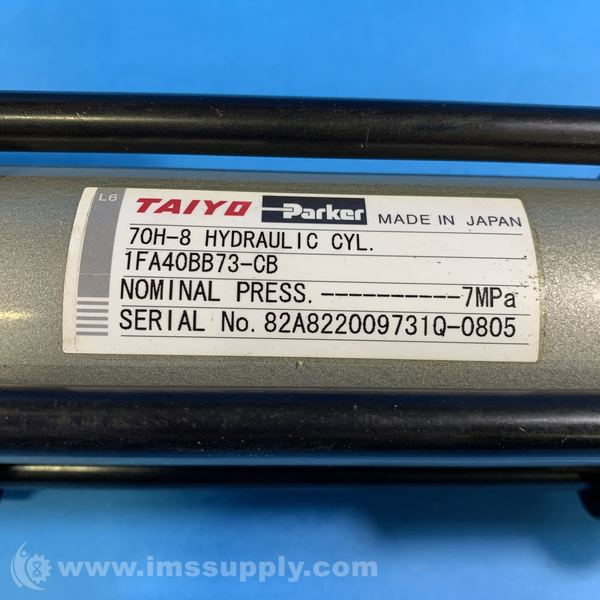 L6 TAIYO Parker MADE IN JAPAN
70H-8 HYDRAULIC CYL.
1FA40BB73-CB
NOMINAL PRESS.-----------7MPa
SERIAL No. 82A822009731Q-0805
ims
www.imssupply.com